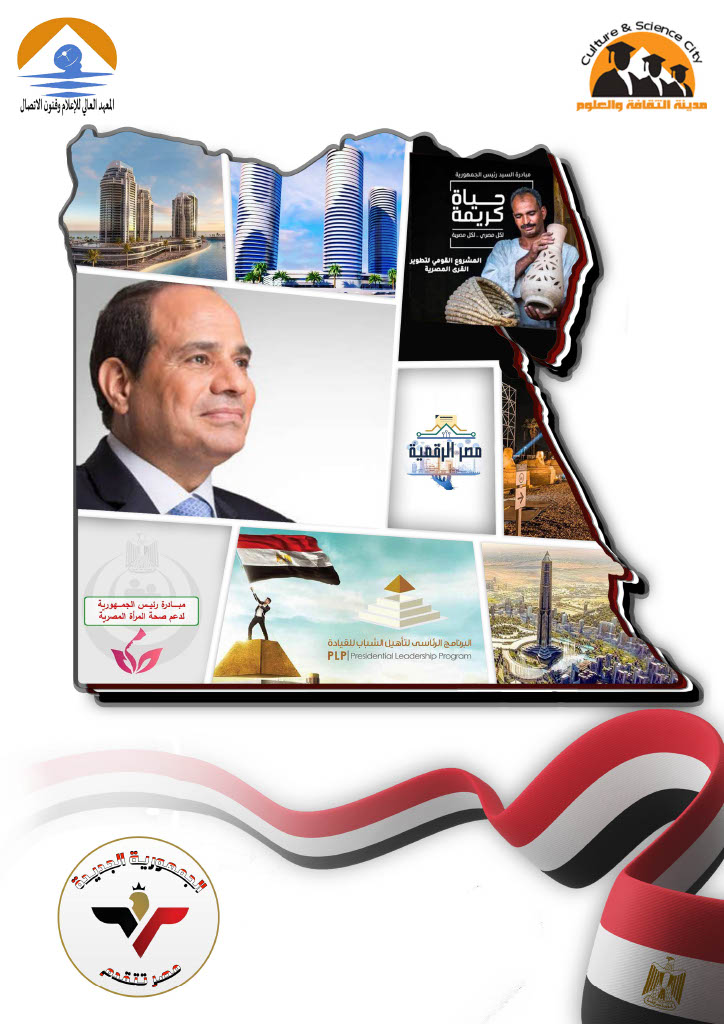 المعهد العالي للإعلام وفنون الاتصال
Culture & Science City
مدينة الثقافة والعلوم
مبادرة السيد رئيس الجمهورية
حياة
كريمة
لكل مصري .. لكل مصرية
المشروع القومي لتطوير
القرى المصرية
مصر الرقمية
مبادرة رئيس الجمهورية
لدعم صحة المرأة المصرية
البرنامج الرئاسي لتأهيل الشباب للقيادة
PLP | Presidential Leadership Program
الجمهورية الجديدة
مصر تتقدم